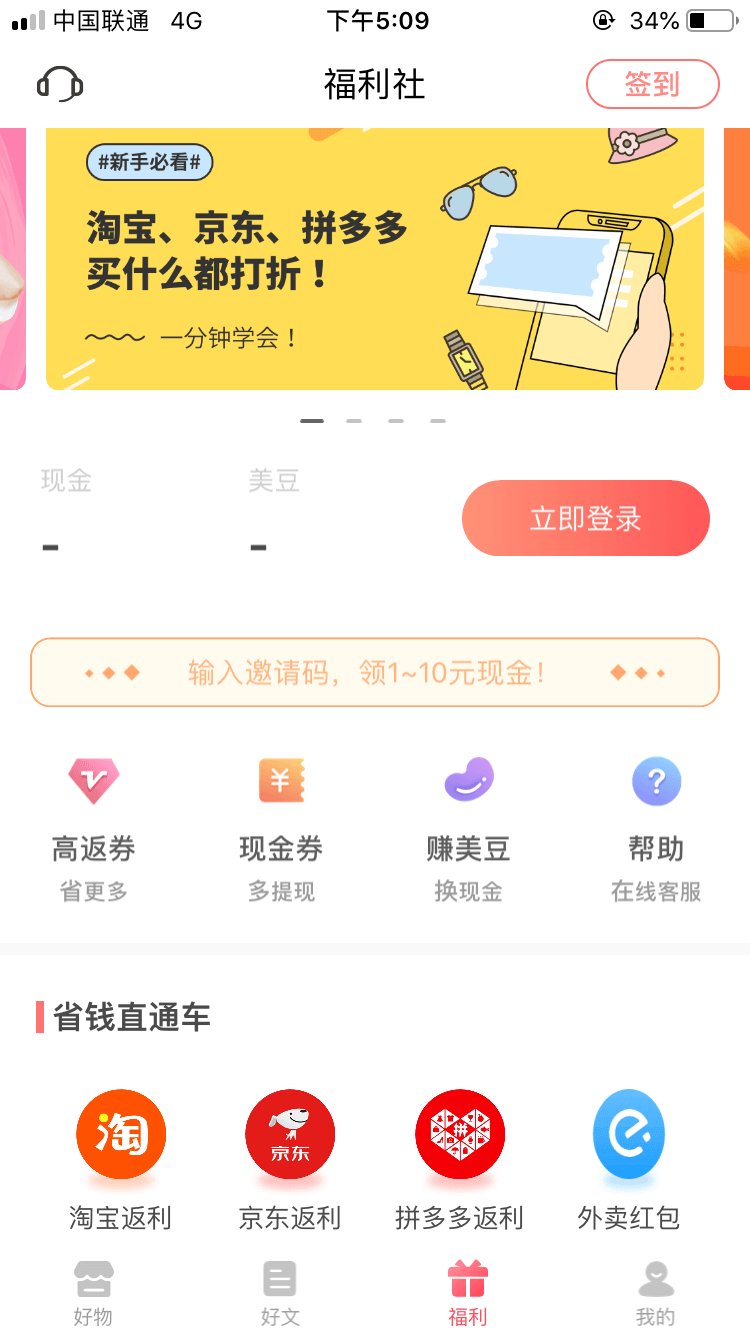 中国联通 4G 下午5:09 34%
福利社
签到
#新手必看#
淘宝、京东、拼多多
买什么都打折！
一分钟学会！
现金 美豆
- -
立即登录
输入邀请码，领1~10元现金！
高返券 现金券 赚美豆 帮助
省更多 多提现 换现金 在线客服
省钱直通车
淘 京东 拼 e
淘宝返利 京东返利 拼多多返利 外卖红包
好物 好文 福利 我的